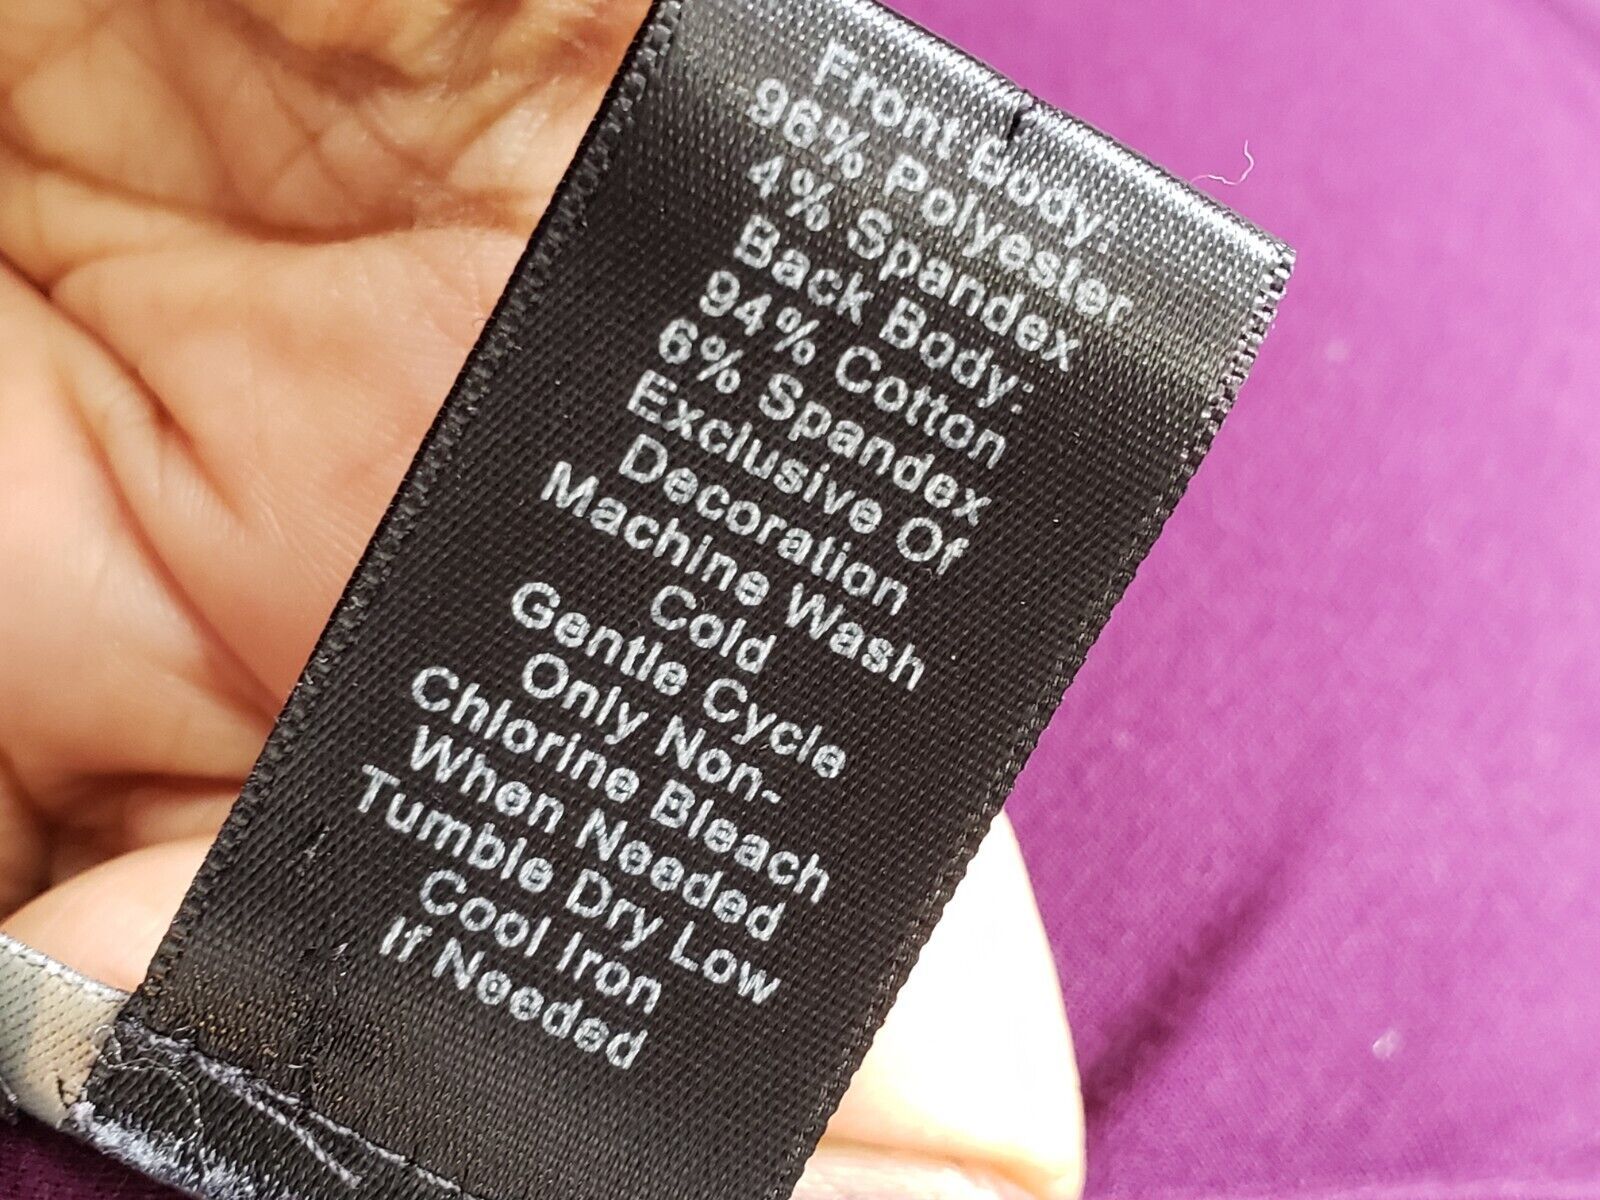 Front Body:
96% Polyester
4% Spandex
Back Body:
94% Cotton
6% Spandex
Exclusive Of
Decoration
Machine Wash
Cold
Gentle Cycle
Only Non-
Chlorine Bleach
When Needed
Tumble Dry Low
Cool Iron
If Needed